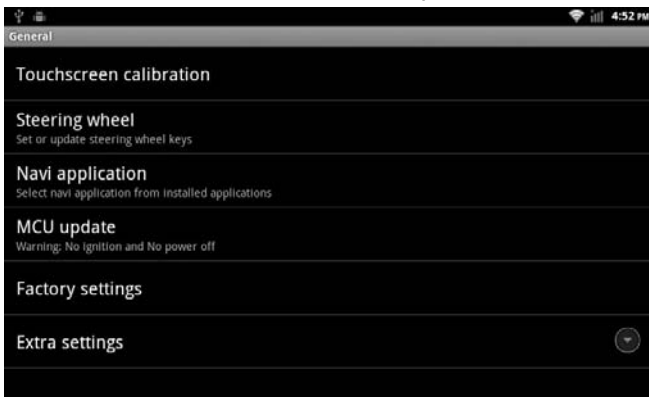 4:52 PM
General
Touchscreen calibration
Steering wheel
Set or update steering wheel keys
Navi application
Select navi application from installed applications
MCU update
Warning: No Ignition and No power off
Factory settings
Extra settings